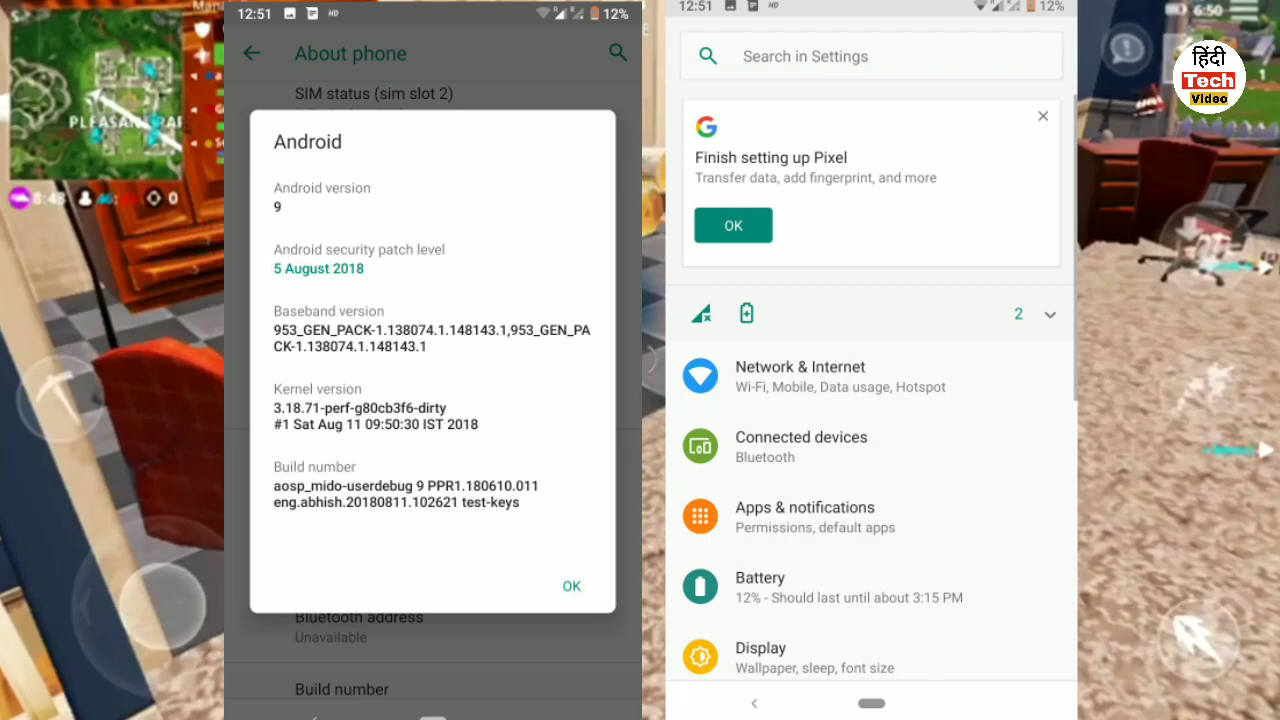 8:48
0
PLEASANT PAR
12:51
HD
12%
About phone
SIM status (sim slot 2)
Android
Android version
9
Android security patch level
5 August 2018
Baseband version
953_GEN_PACK-1.138074.1.148143.1,953_GEN_PA
CK-1.138074.1.148143.1
Kernel version
3.18.71-perf-g80cb3f6-dirty
#1 Sat Aug 11 09:50:30 IST 2018
Build number
aosp_mido-userdebug 9 PPR1.180610.011
eng.abhish.20180811.102621 test-keys
OK
Bluetooth address
Unavailable
Build number
12:51
HD
12%
Search in Settings
Finish setting up Pixel
Transfer data, add fingerprint, and more
OK
2
Network & Internet
Wi-Fi, Mobile, Data usage, Hotspot
Connected devices
Bluetooth
Apps & notifications
Permissions, default apps
Battery
12% - Should last until about 3:15 PM
Display
Wallpaper, sleep, font size
6:50
हिंदी
Tech
Video